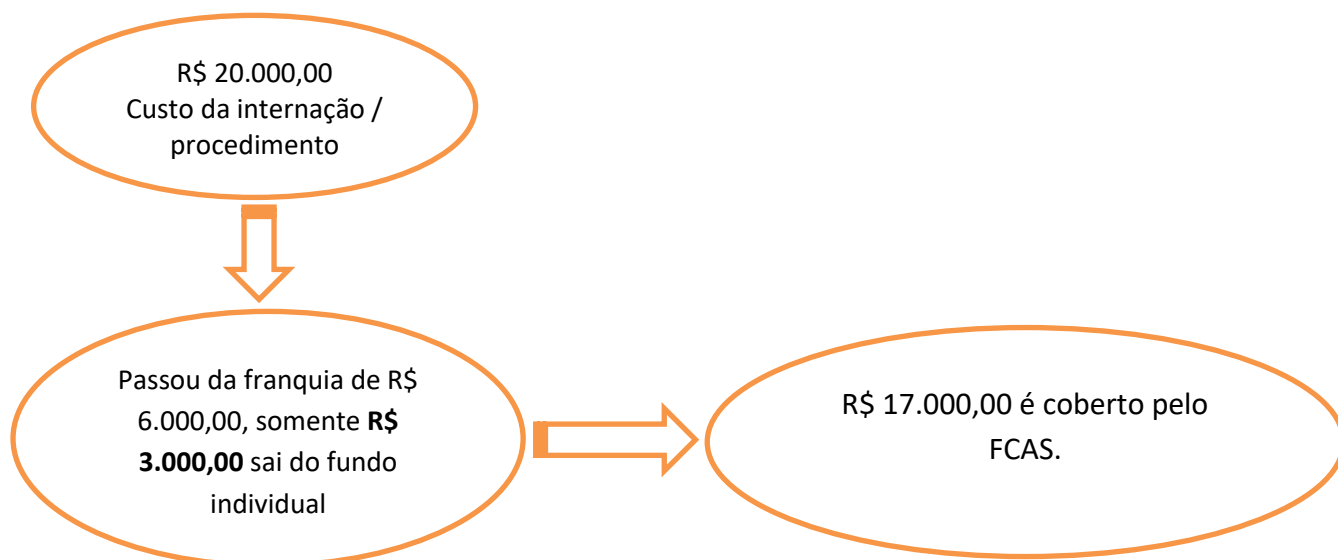 R$ 20.000,00
Custo da internação /
procedimento
Passou da franquia de R$
6.000,00, somente R$
3.000,00 sai do fundo
individual
R$ 17.000,00 é coberto pelo
FCAS.